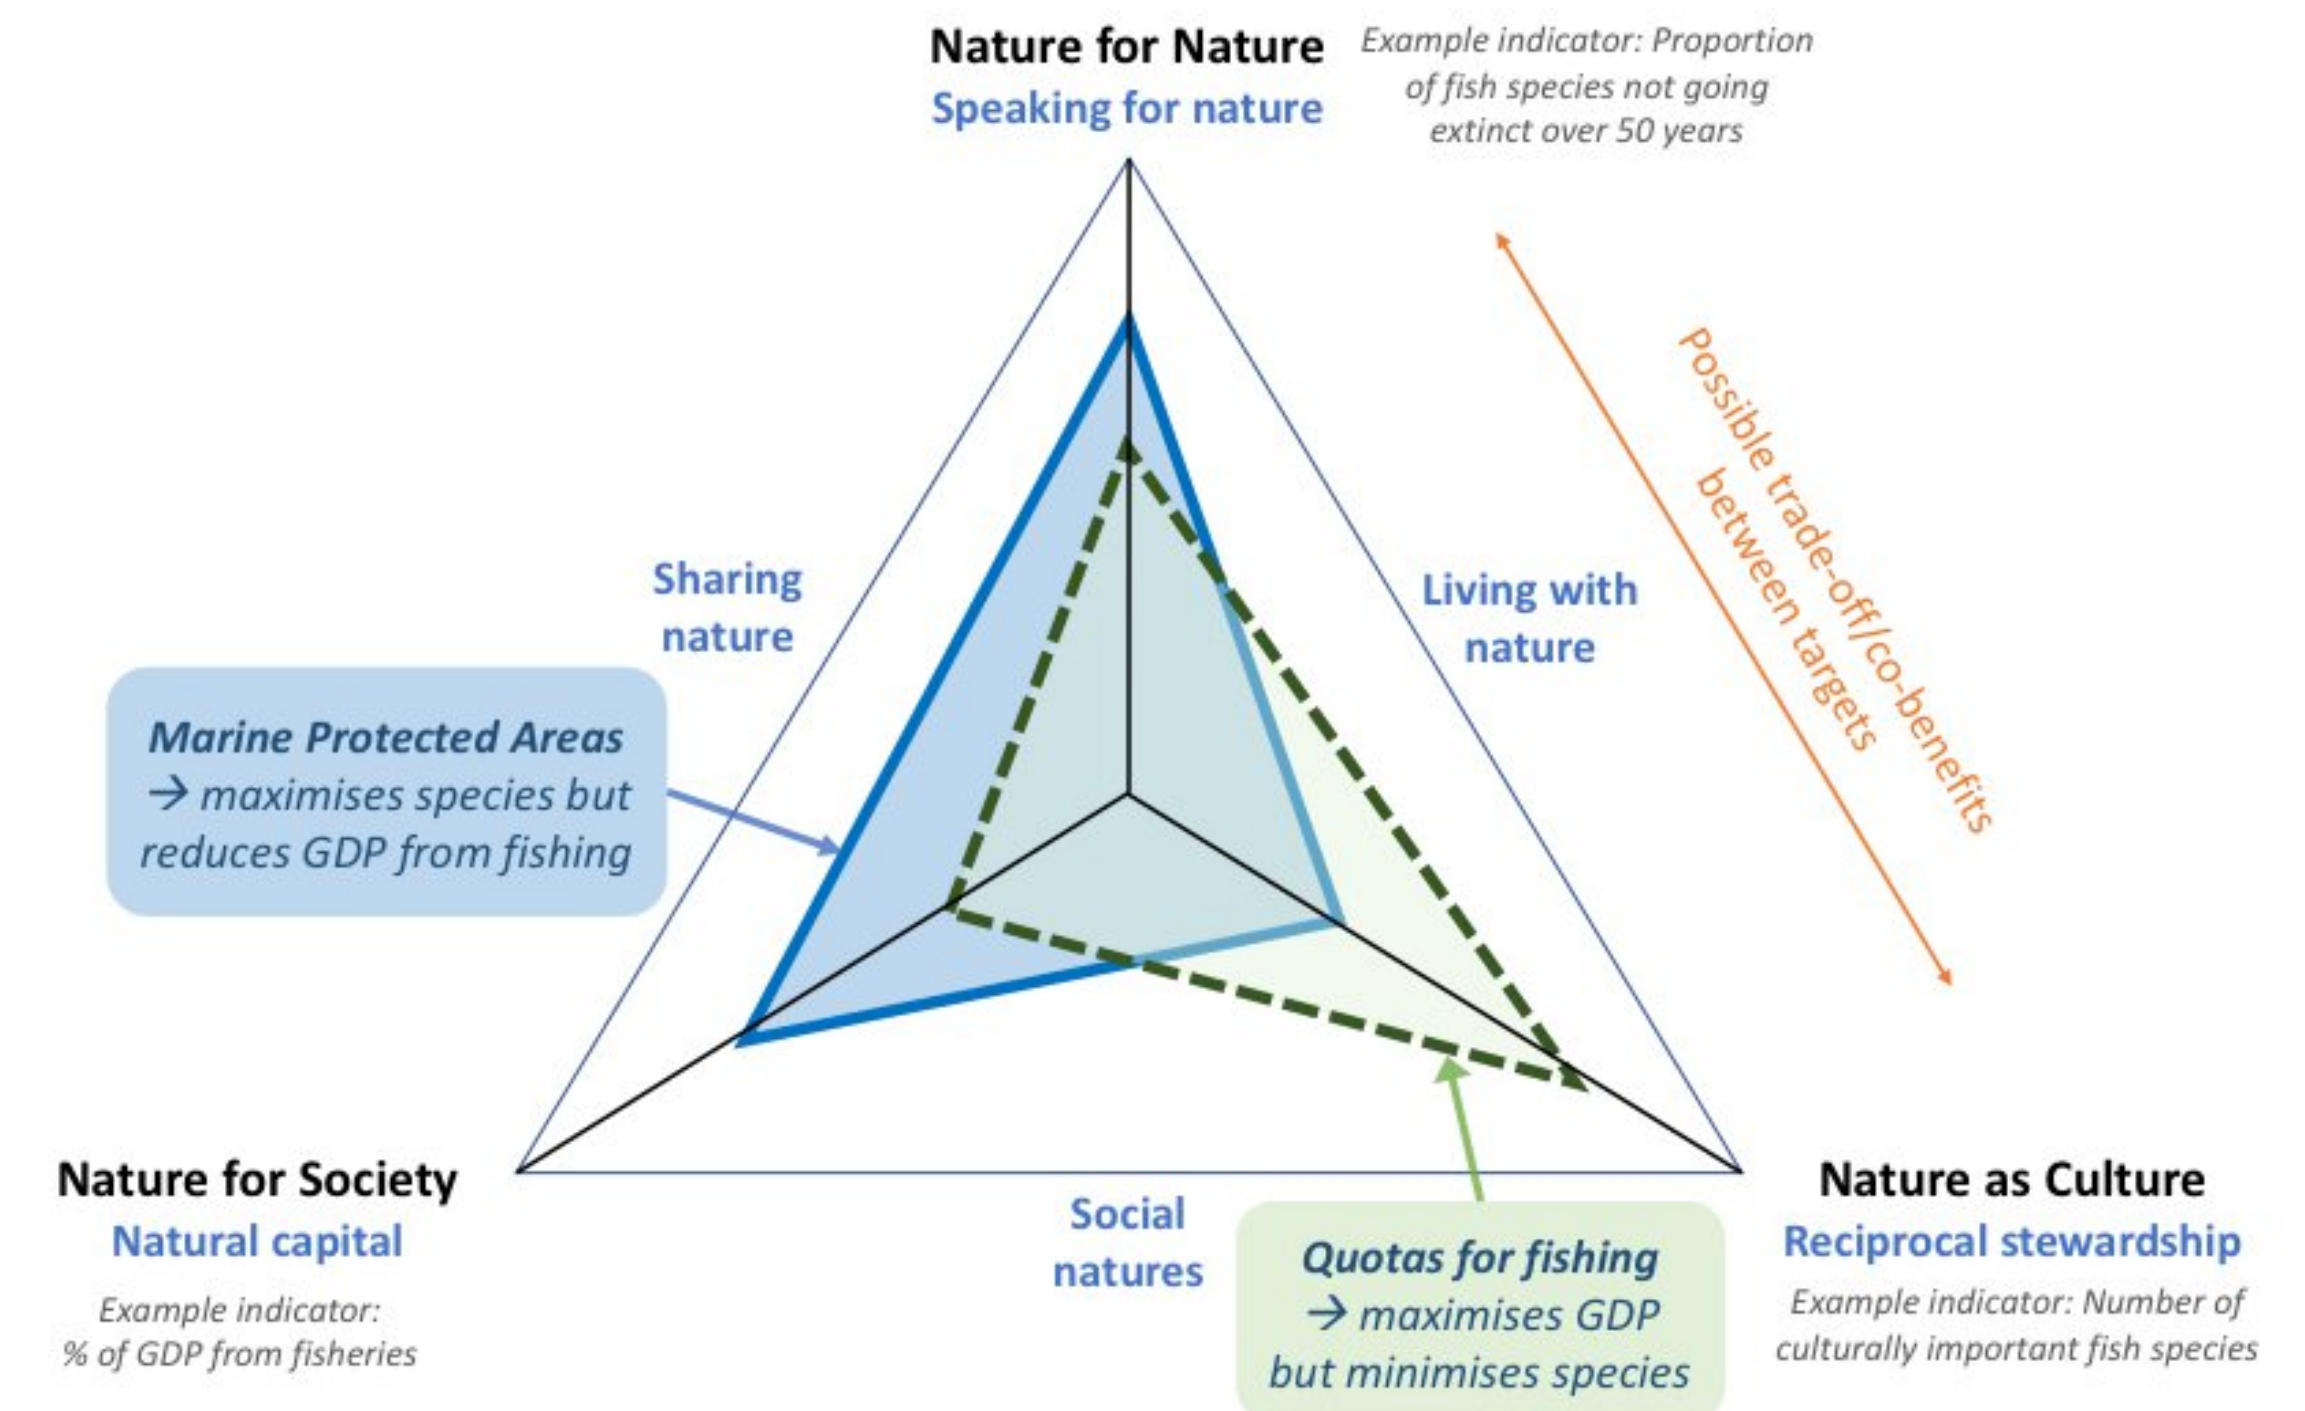 Nature for Nature
Speaking for nature
Example indicator: Proportion
of fish species not going
extinct over 50 years
Possible trade-off/co-benefits
between targets
Sharing
nature
Living with
nature
Marine Protected Areas
→ maximises species but
reduces GDP from fishing
Nature for Society
Natural capital
Example indicator:
% of GDP from fisheries
Social
natures
Quotas for fishing
→ maximises GDP
but minimises species
Nature as Culture
Reciprocal stewardship
Example indicator: Number of
culturally important fish species